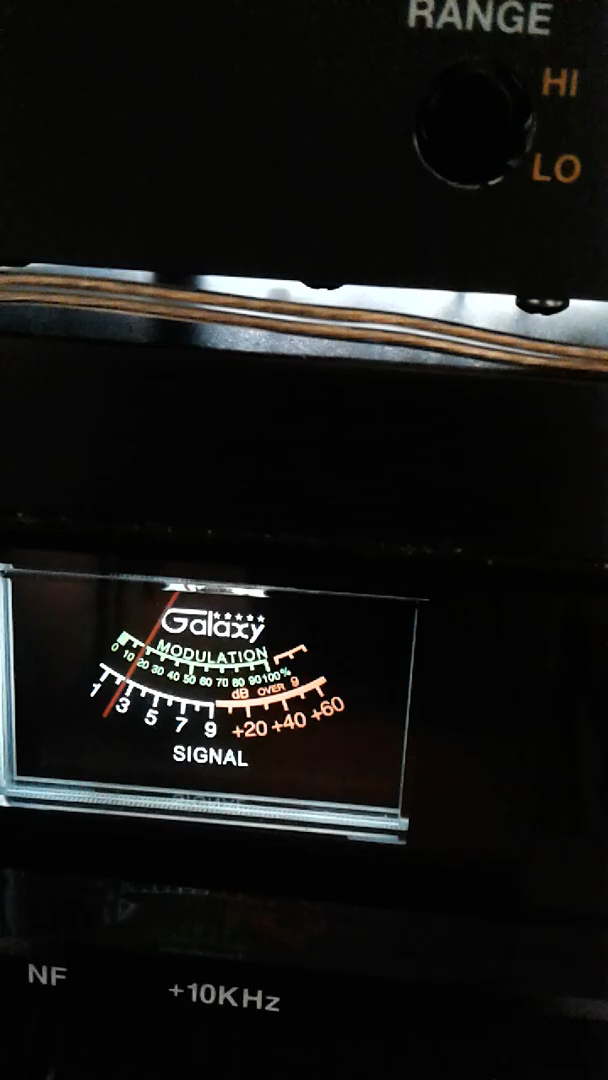 RANGE
HI
LO
Galaxy
MODULATION
0 10 20 30 40 50 60 70 80 90 100%
dB OVER 9
1 3 5 7 9 +20 +40 +60
SIGNAL
NF +10KHz